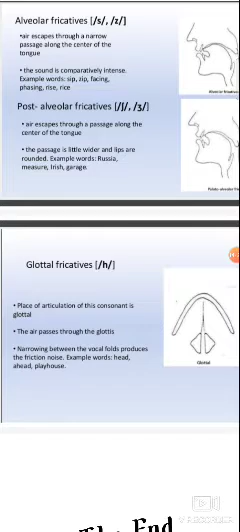 Alveolar fricatives [/s/, /z/]
•air escapes through a narrow
passage along the center of the
tongue
• the sound is comparatively intense.
Example words: sip, zip, facing,
phasing, rise, rice
Alveolar fricatives
Post- alveolar fricatives [/ʃ/, /ʒ/]
• air escapes through a passage along the
center of the tongue
• the passage is little wider and lips are
rounded. Example words: Russia,
measure, Irish, garage.
Glottal fricatives [/h/]
• Place of articulation of this consonant is
glottal
• The air passes through the glottis
• Narrowing between the vocal folds produces
the friction noise. Example words: head,
ahead, playhouse.
Glottal
The End